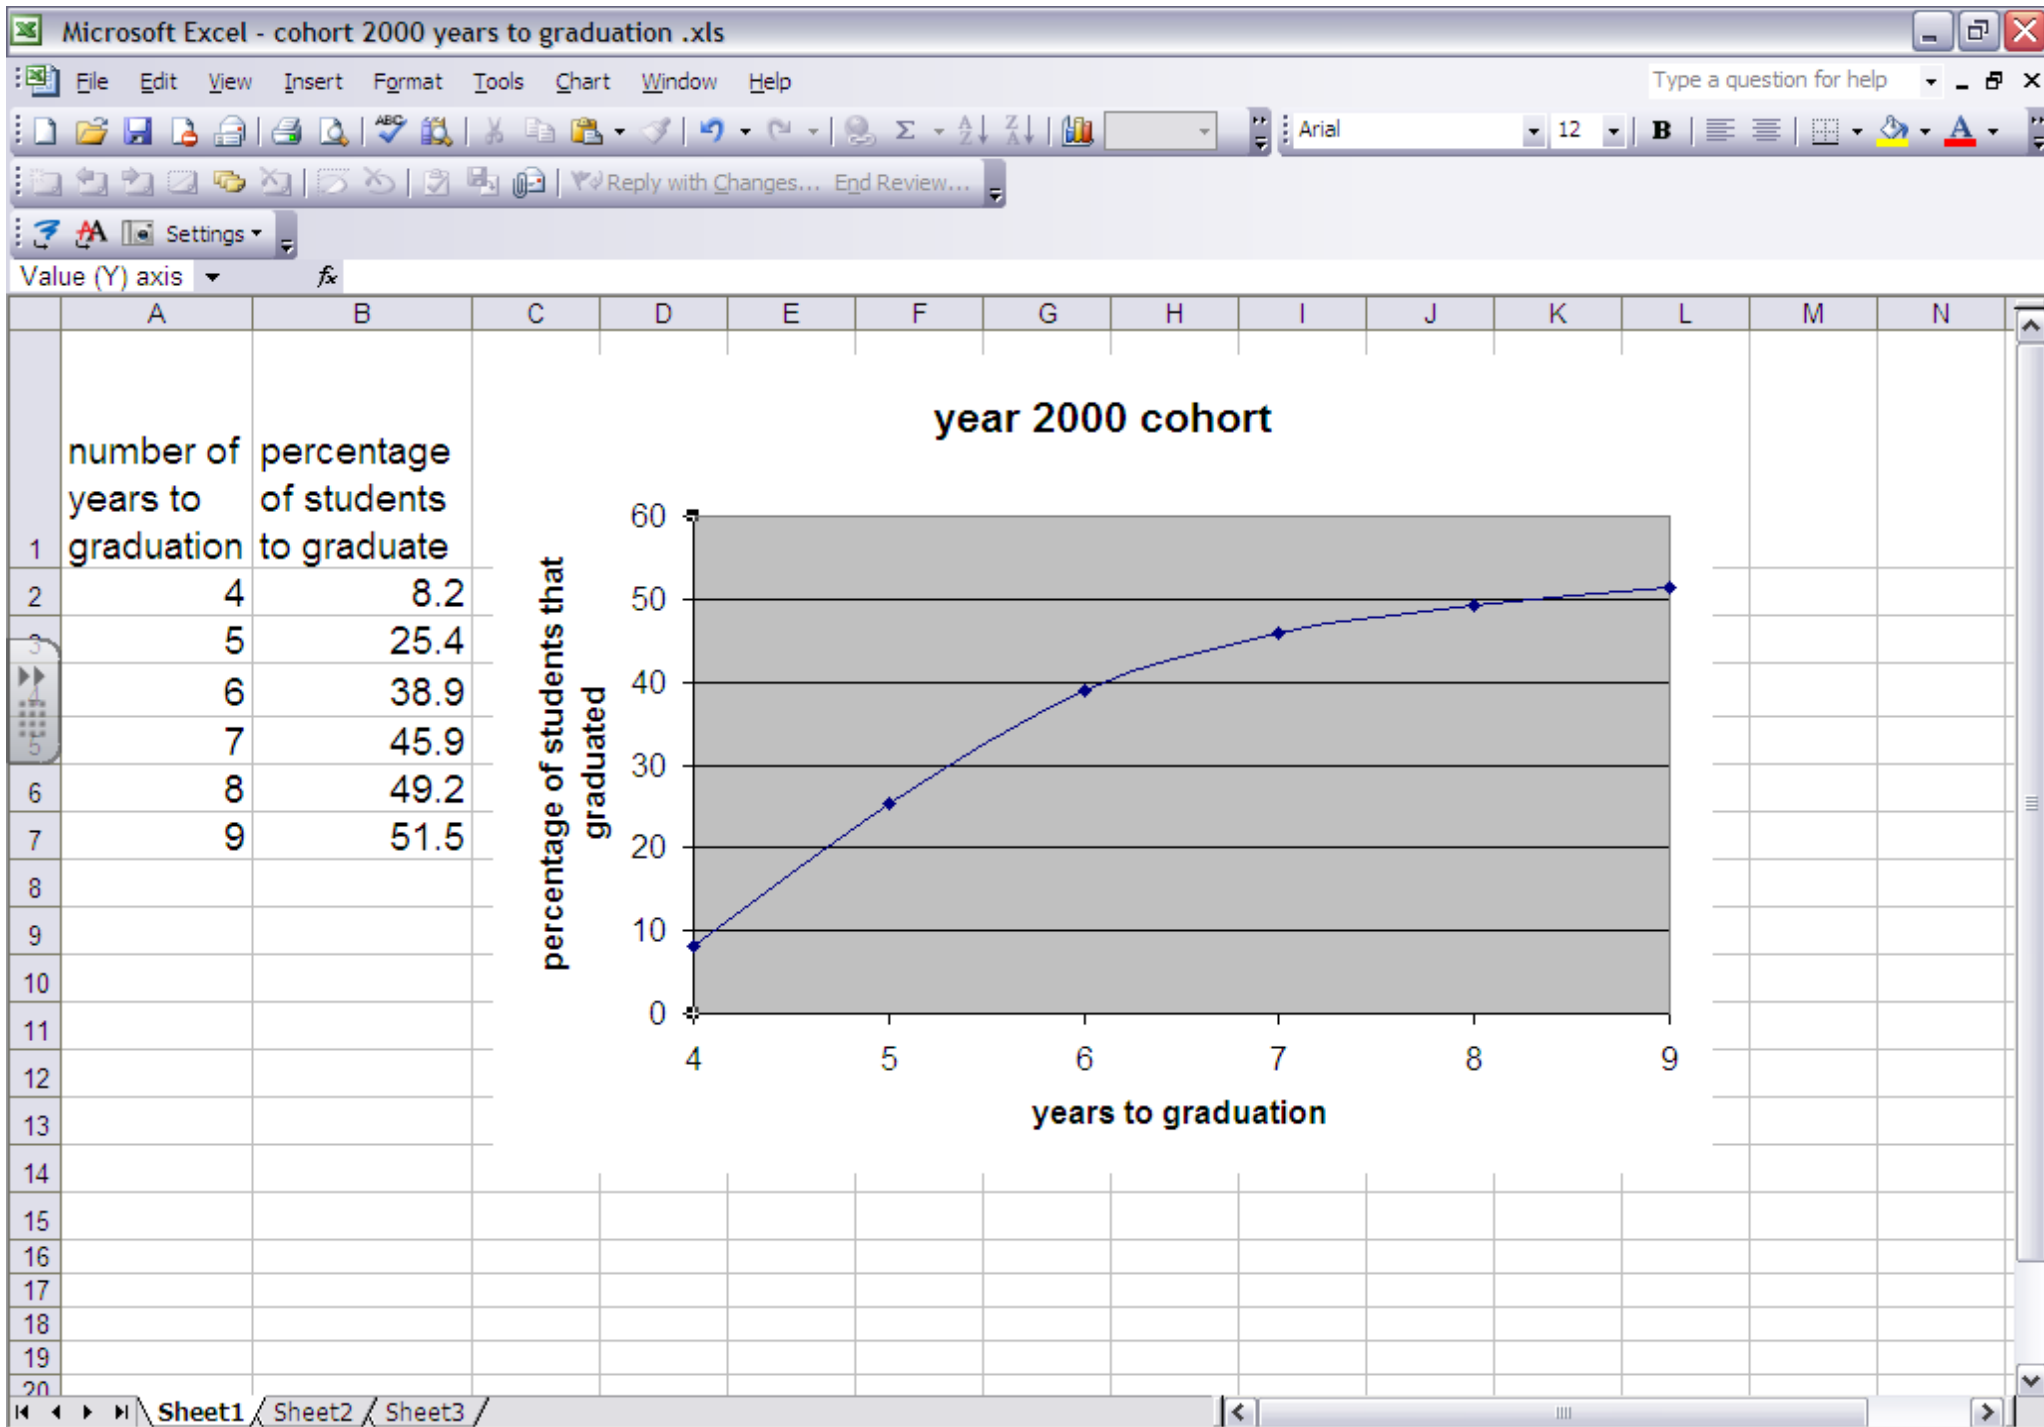 Microsoft Excel - cohort 2000 years to graduation .xls
File Edit View Insert Format Tools Chart Window Help Type a question for help
Arial 12 B A
Reply with Changes... End Review...
Settings
Value (Y) axis fx
A B C D E F G H I J K L M N
number of
years to
graduation
percentage
of students
to graduate
1
2 4 8.2
3 5 25.4
4 6 38.9
5 7 45.9
6 8 49.2
7 9 51.5
8
9
10
11
12
13
14
15
16
17
18
19
20
year 2000 cohort
percentage of students that
graduated
60
50
40
30
20
10
0
4 5 6 7 8 9
years to graduation
Sheet1 Sheet2 Sheet3